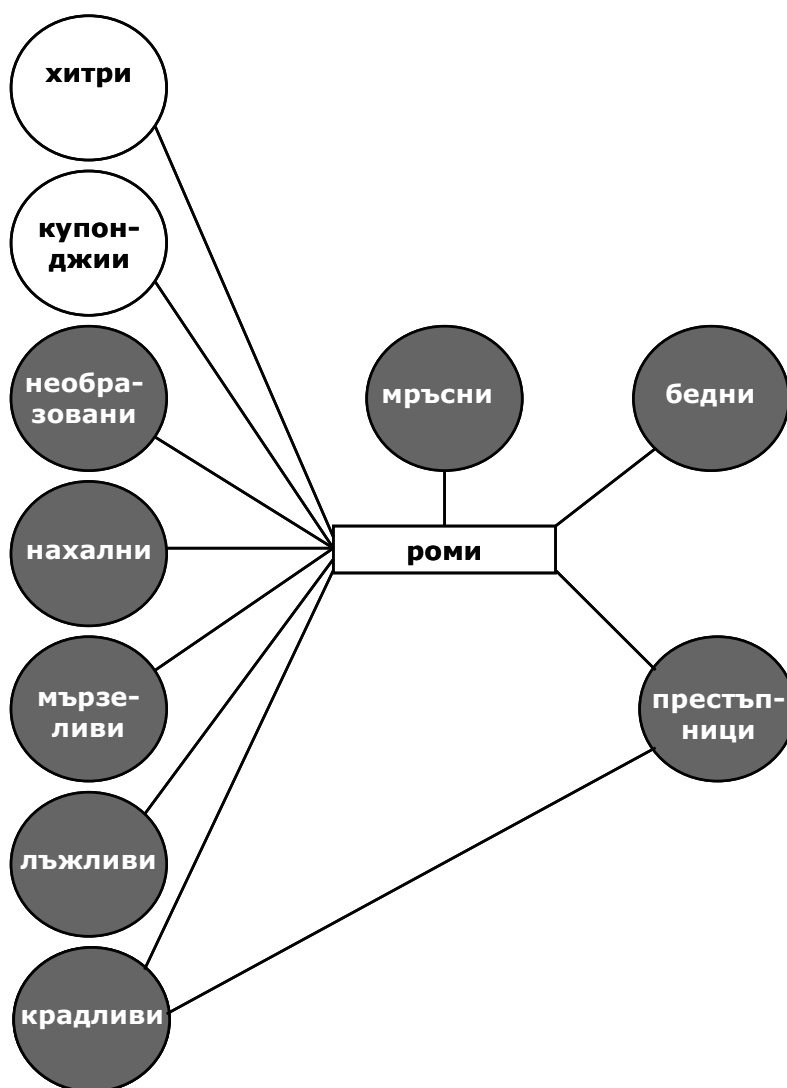 хитри
купон-
джии
необра-
зовани
мръсни
бедни
нахални
роми
мързе-
ливи
престъп-
ници
лъжливи
крадливи